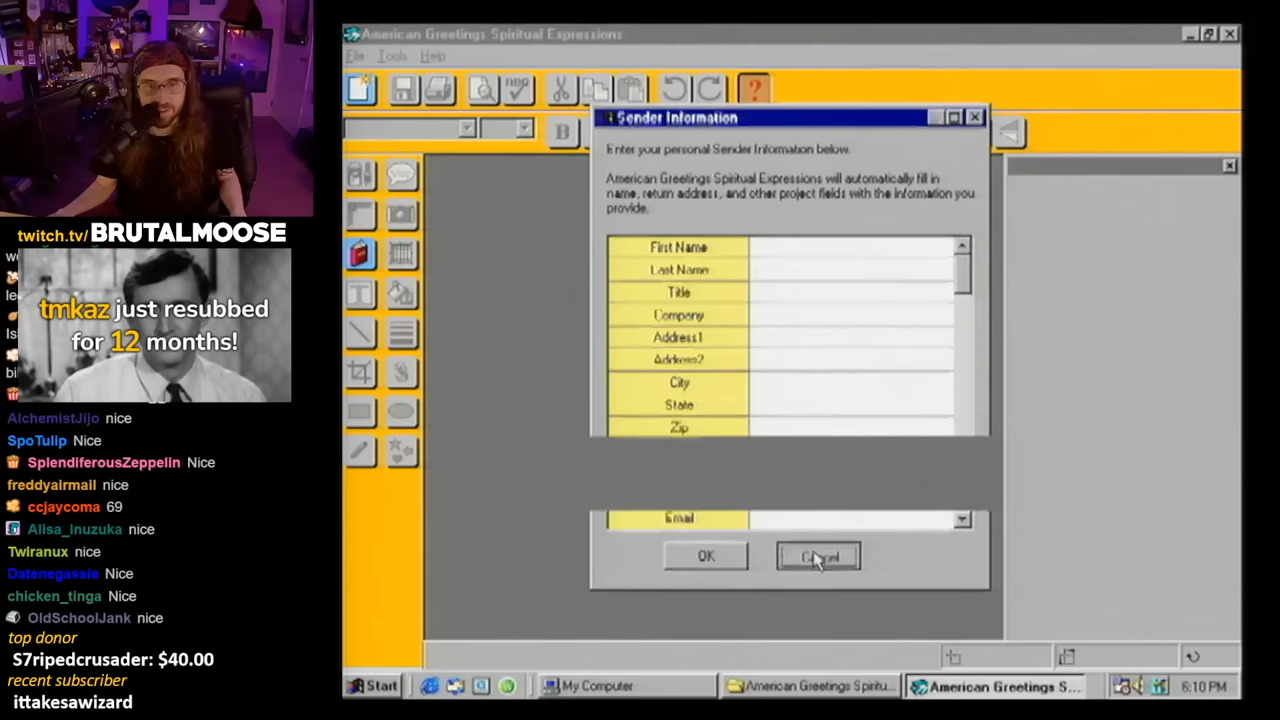 twitch.tv/BRUTALMOOSE
tmkaz just resubbed
for 12 months!
AlchemistJijo nice
SpoTulip Nice
SplendiferousZeppelin Nice
freddyairmail nice
ccjaycoma 69
Alisa_inuzuka nice
Twiranux nice
Datenegassie Nice
chicken_tinga Nice
OldSchoolJank nice
top donor
S7ripedcrusader: $40.00
recent subscriber
ittakesawizard
American Greetings Spiritual Expressions
File Tools Help
ABC
?
B
Sender Information
Enter your personal Sender Information below.
American Greetings Spiritual Expressions will automatically fill in
name, return address, and other project fields with the information you
provide.
First Name
Last Name
Title
Company
Address1
Address2
City
State
Zip
Email
OK
Cancel
Start
My Computer
American Greetings Spiritu...
American Greetings S...
6:10 PM